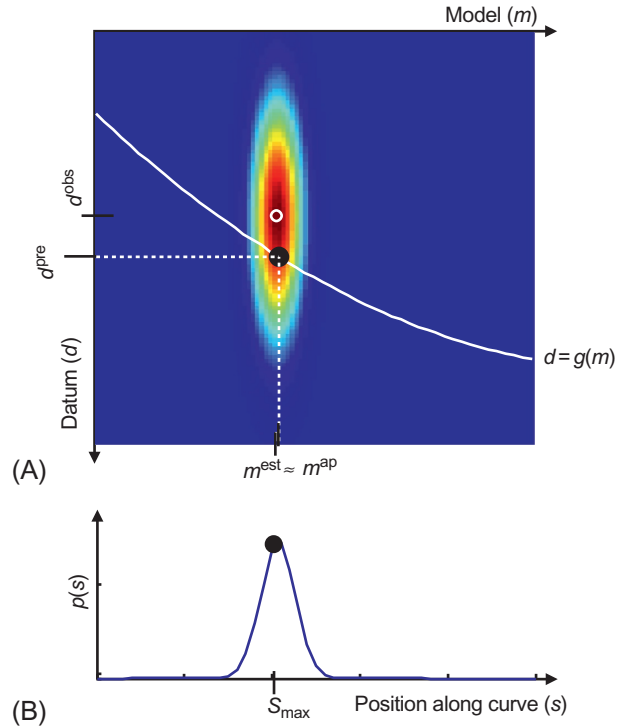 Model (m)
d^obs
d^pre
Datum (d)
d = g(m)
m^est ≈ m^ap
(A)
p(s)
S_max
Position along curve (s)
(B)